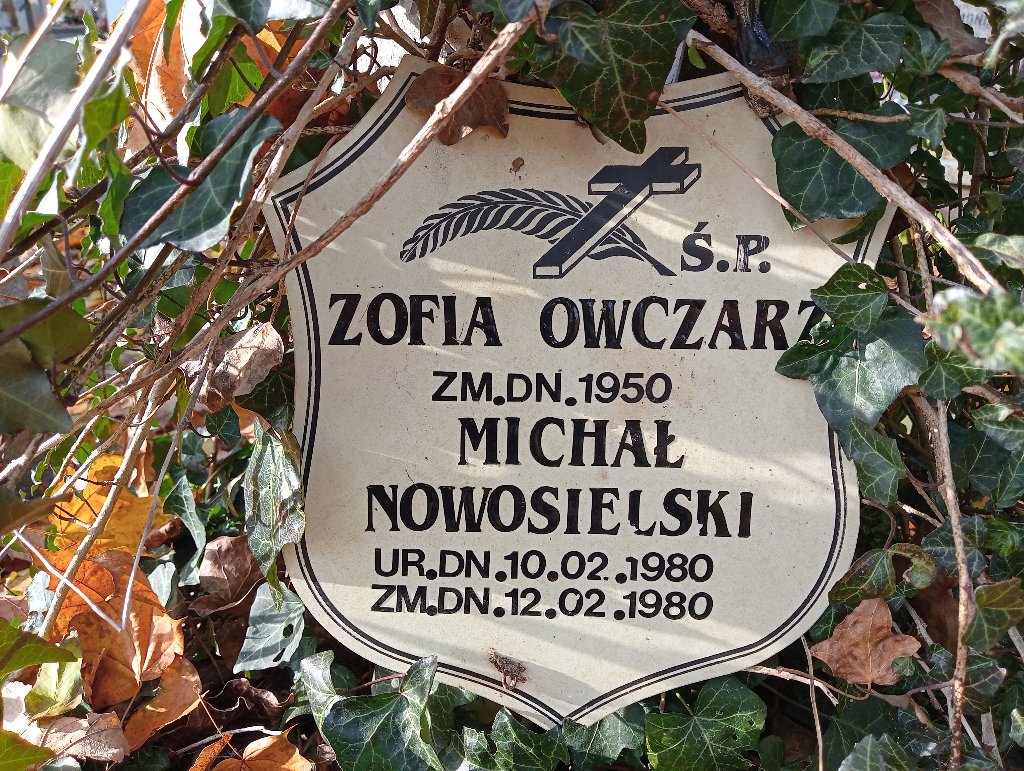 Ś.P.
ZOFIA OWCZARZ
ZM.DN.1950
MICHAŁ
NOWOSIELSKI
UR.DN.10.02.1980
ZM.DN.12.02.1980